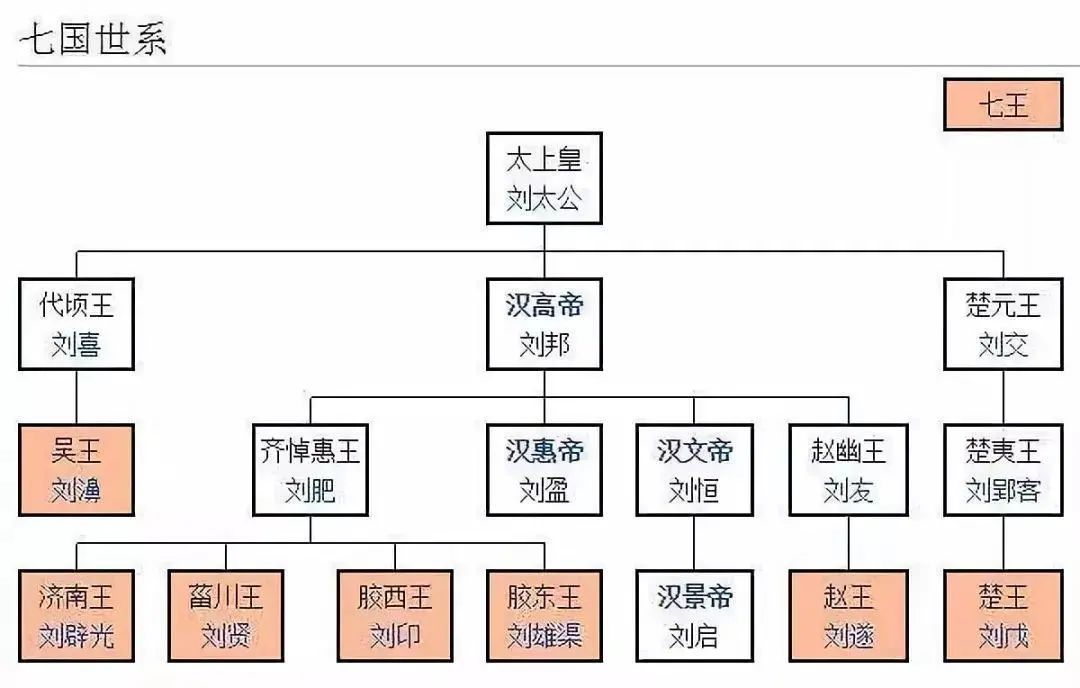 七国世系
七王
太上皇
刘太公
代顷王
刘喜
汉高帝
刘邦
楚元王
刘交
吴王
刘濞
齐悼惠王
刘肥
汉惠帝
刘盈
汉文帝
刘恒
赵幽王
刘友
楚夷王
刘郢客
济南王
刘辟光
菑川王
刘贤
胶西王
刘卬
胶东王
刘雄渠
汉景帝
刘启
赵王
刘遂
楚王
刘戊